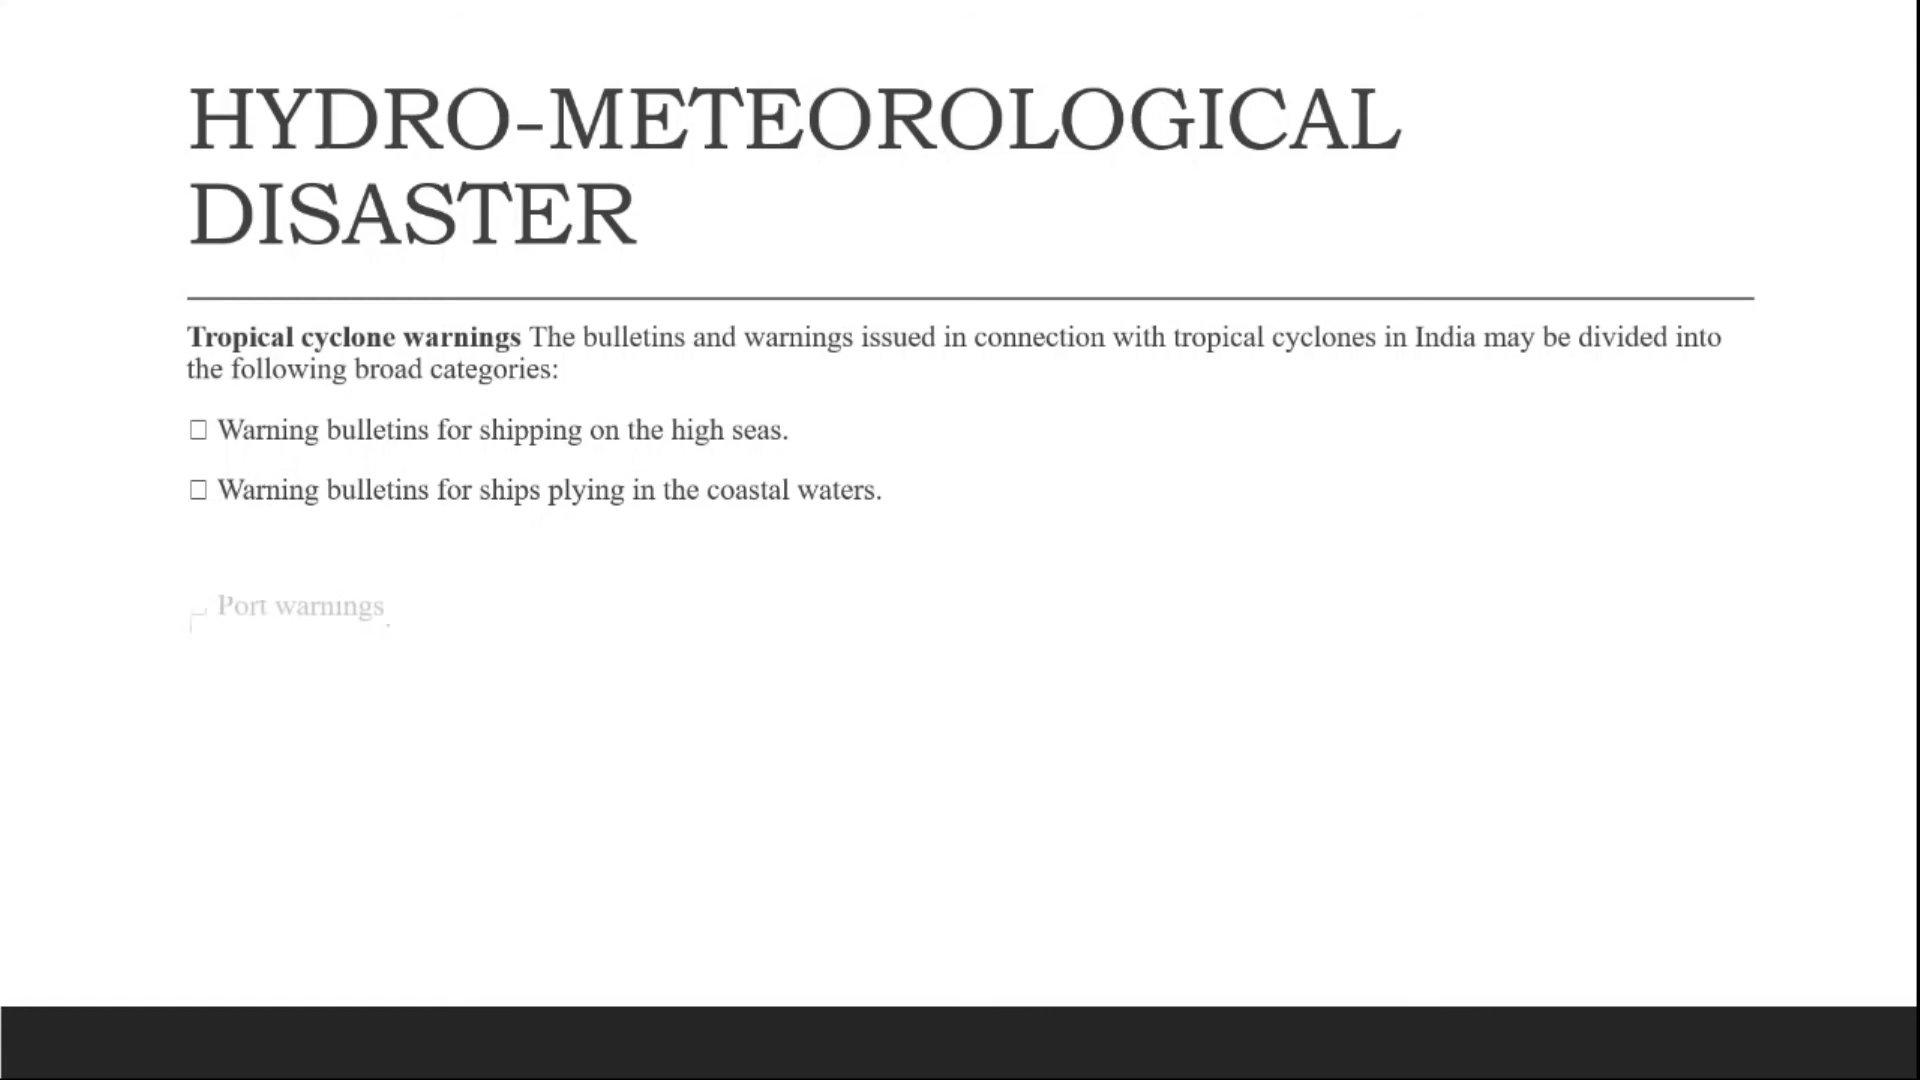 HYDRO-METEOROLOGICAL
DISASTER
Tropical cyclone warnings The bulletins and warnings issued in connection with tropical cyclones in India may be divided into
the following broad categories:
□ Warning bulletins for shipping on the high seas.
□ Warning bulletins for ships plying in the coastal waters.
Port warnings.